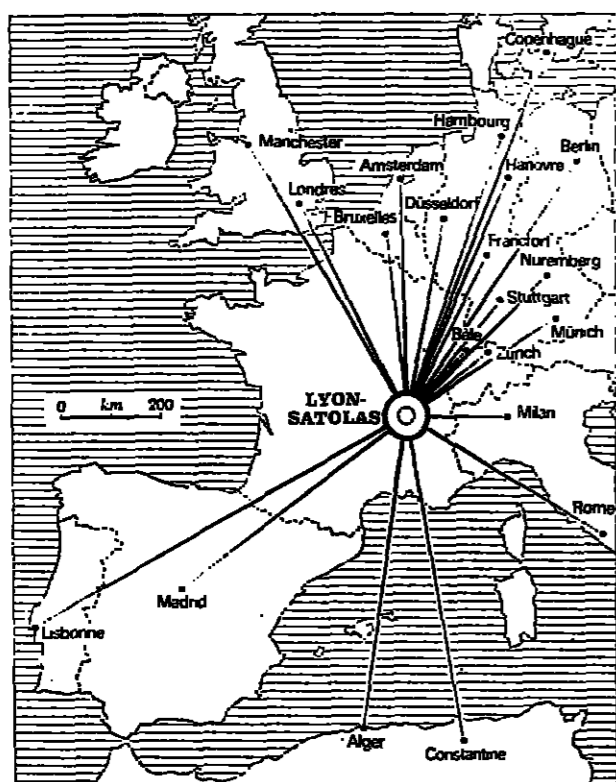 Copenhague
Hambourg
Manchester
Berlin
Amsterdam
Hanovre
Londres
Bruxelles
Düsseldorf
Francfort
Nuremberg
Stuttgart
Bâle
Münich
Zurich
LYON-
SATOLAS
0 km 200
Milan
Rome
Madrid
Lisbonne
Alger
Constantine